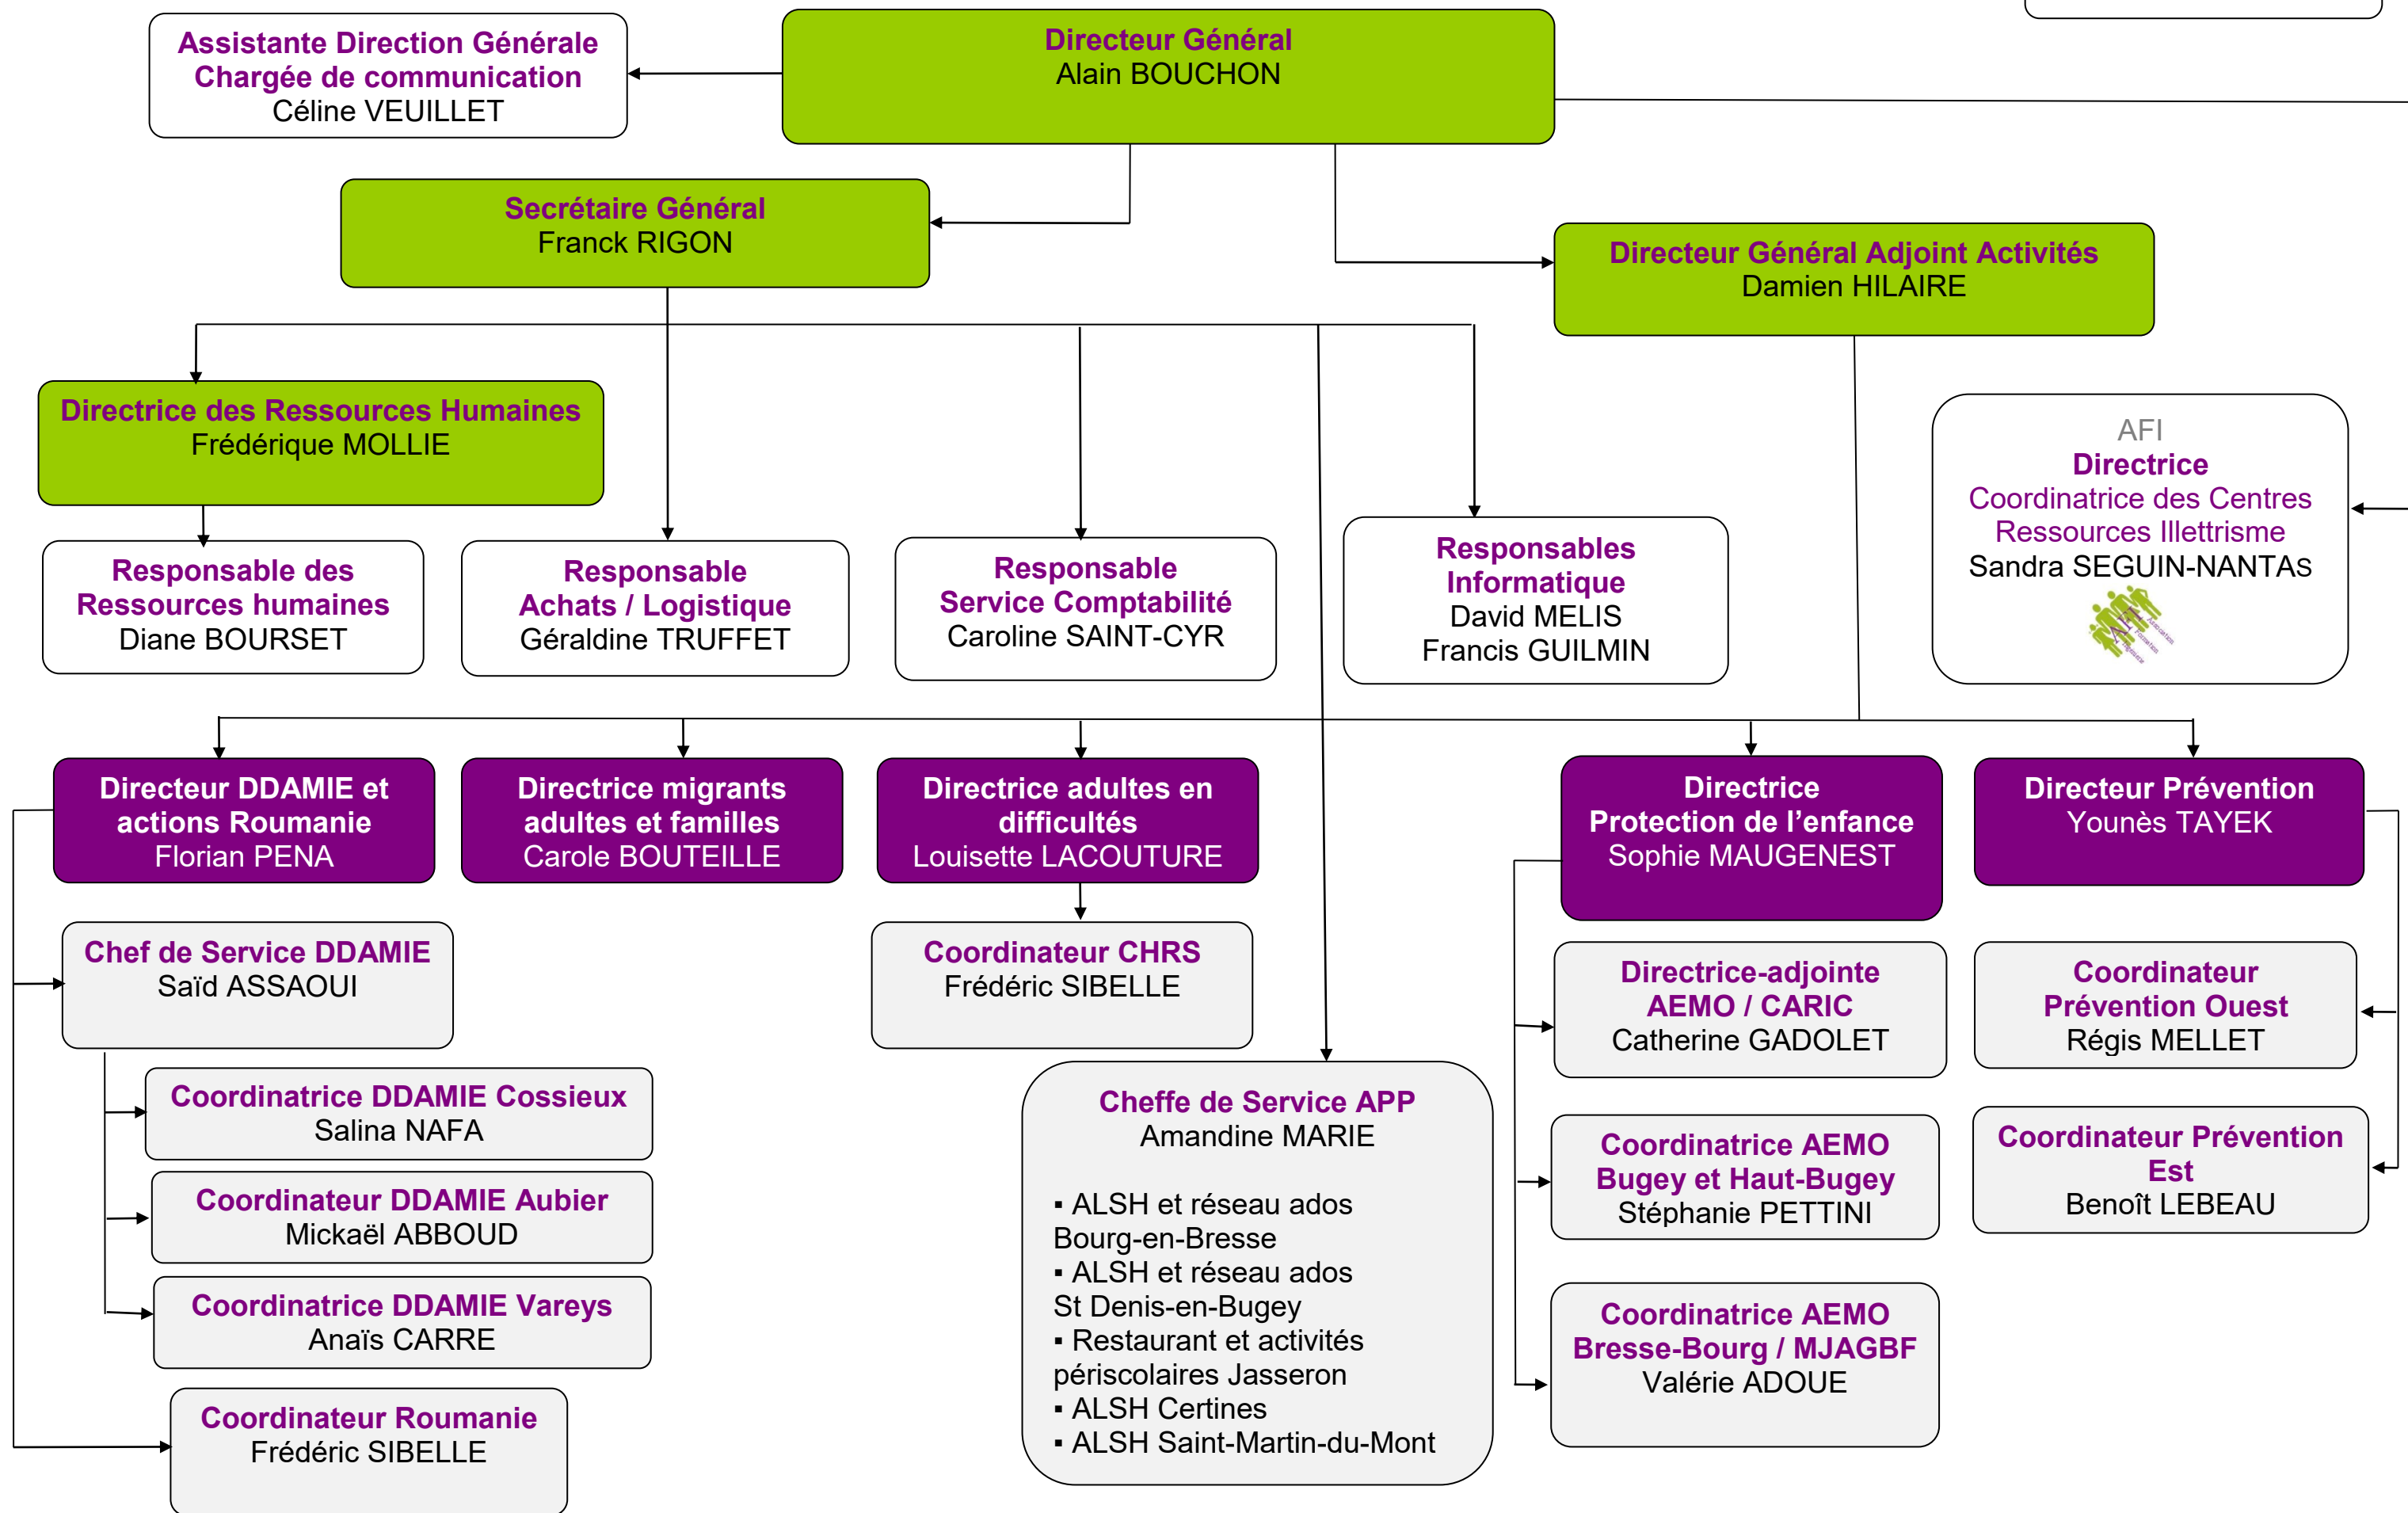 Assistante Direction Générale
Chargée de communication
Céline VEUILLET
Directeur Général
Alain BOUCHON
Secrétaire Général
Franck RIGON
Directeur Général Adjoint Activités
Damien HILAIRE
Directrice des Ressources Humaines
Frédérique MOLLIE
AFI
Directrice
Coordinatrice des Centres
Ressources Illettrisme
Sandra SEGUIN-NANTAS
AFI
Association
Formation
Ingénierie
Responsable des
Ressources humaines
Diane BOURSET
Responsable
Achats / Logistique
Géraldine TRUFFET
Responsable
Service Comptabilité
Caroline SAINT-CYR
Responsables
Informatique
David MELIS
Francis GUILMIN
Directeur DDAMIE et
actions Roumanie
Florian PENA
Directrice migrants
adultes et familles
Carole BOUTEILLE
Directrice adultes en
difficultés
Louisette LACOUTURE
Directrice
Protection de l’enfance
Sophie MAUGENEST
Directeur Prévention
Younès TAYEK
Chef de Service DDAMIE
Saïd ASSAOUI
Coordinateur CHRS
Frédéric SIBELLE
Directrice-adjointe
AEMO / CARIC
Catherine GADOLET
Coordinateur
Prévention Ouest
Régis MELLET
Coordinatrice DDAMIE Cossieux
Salina NAFA
Coordinateur DDAMIE Aubier
Mickaël ABBOUD
Coordinatrice DDAMIE Vareys
Anaïs CARRE
Coordinateur Roumanie
Frédéric SIBELLE
Cheffe de Service APP
Amandine MARIE
▪ ALSH et réseau ados
Bourg-en-Bresse
▪ ALSH et réseau ados
St Denis-en-Bugey
▪ Restaurant et activités
périscolaires Jasseron
▪ ALSH Certines
▪ ALSH Saint-Martin-du-Mont
Coordinatrice AEMO
Bugey et Haut-Bugey
Stéphanie PETTINI
Coordinateur Prévention
Est
Benoît LEBEAU
Coordinatrice AEMO
Bresse-Bourg / MJAGBF
Valérie ADOUE